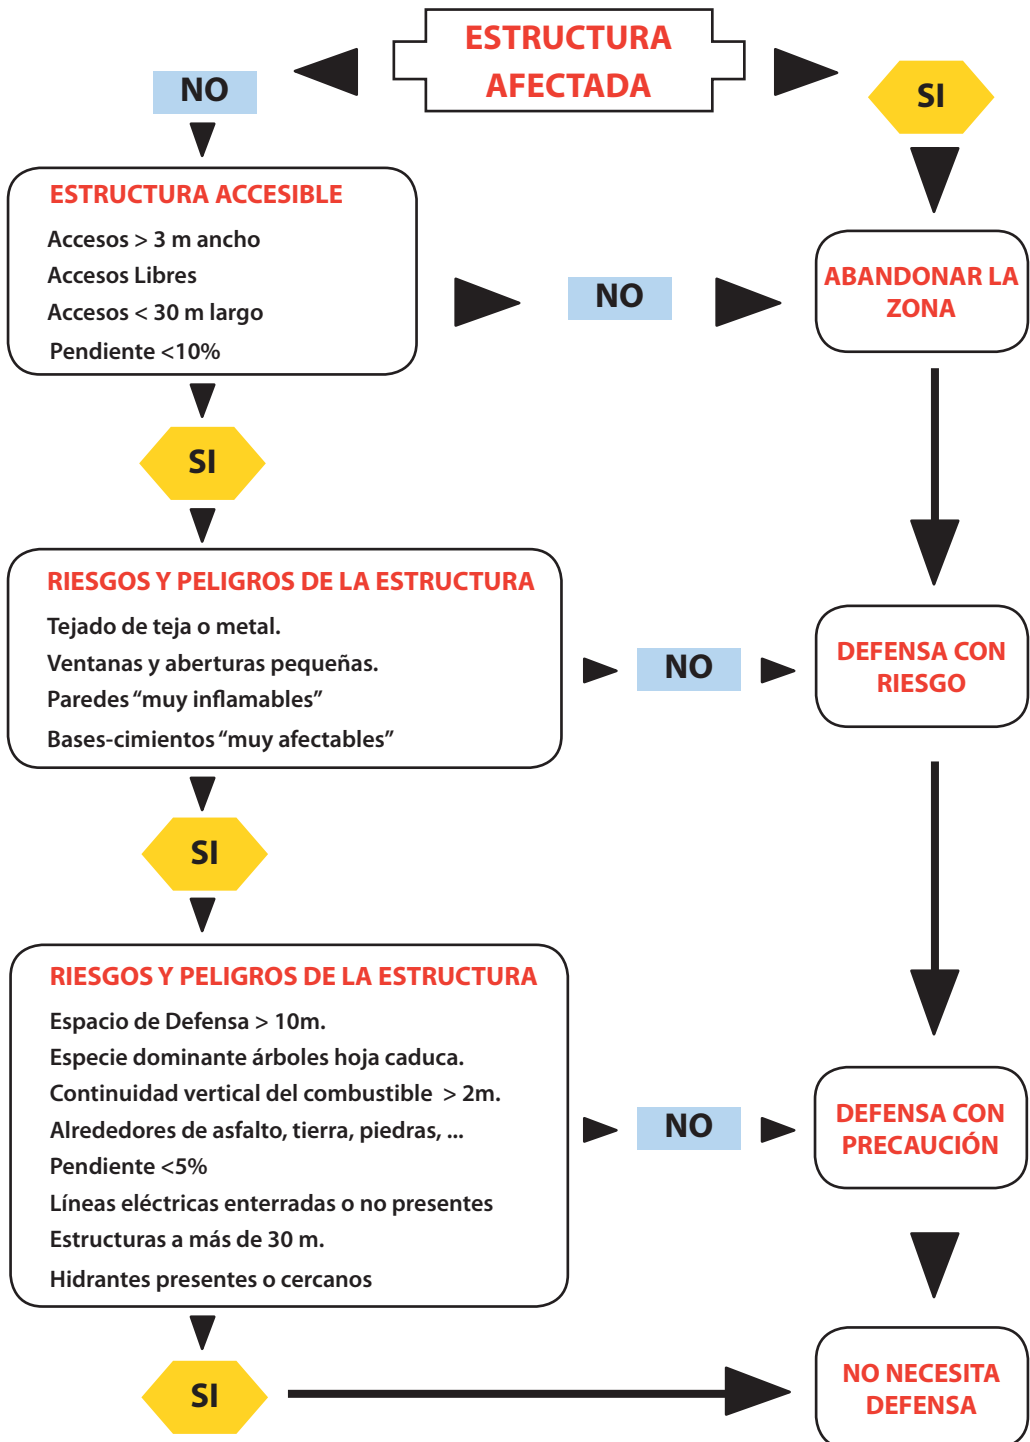 ESTRUCTURA
AFECTADA
NO
SI
ESTRUCTURA ACCESIBLE
Accesos > 3 m ancho
Accesos Libres
Accesos < 30 m largo
Pendiente <10%
NO
ABANDONAR LA
ZONA
SI
RIESGOS Y PELIGROS DE LA ESTRUCTURA
Tejado de teja o metal.
Ventanas y aberturas pequeñas.
Paredes “muy inflamables”
Bases-cimientos “muy afectables”
NO
DEFENSA CON
RIESGO
SI
RIESGOS Y PELIGROS DE LA ESTRUCTURA
Espacio de Defensa > 10m.
Especie dominante árboles hoja caduca.
Continuidad vertical del combustible > 2m.
Alrededores de asfalto, tierra, piedras, ...
Pendiente <5%
Líneas eléctricas enterradas o no presentes
Estructuras a más de 30 m.
Hidrantes presentes o cercanos
NO
DEFENSA CON
PRECAUCIÓN
SI
NO NECESITA
DEFENSA